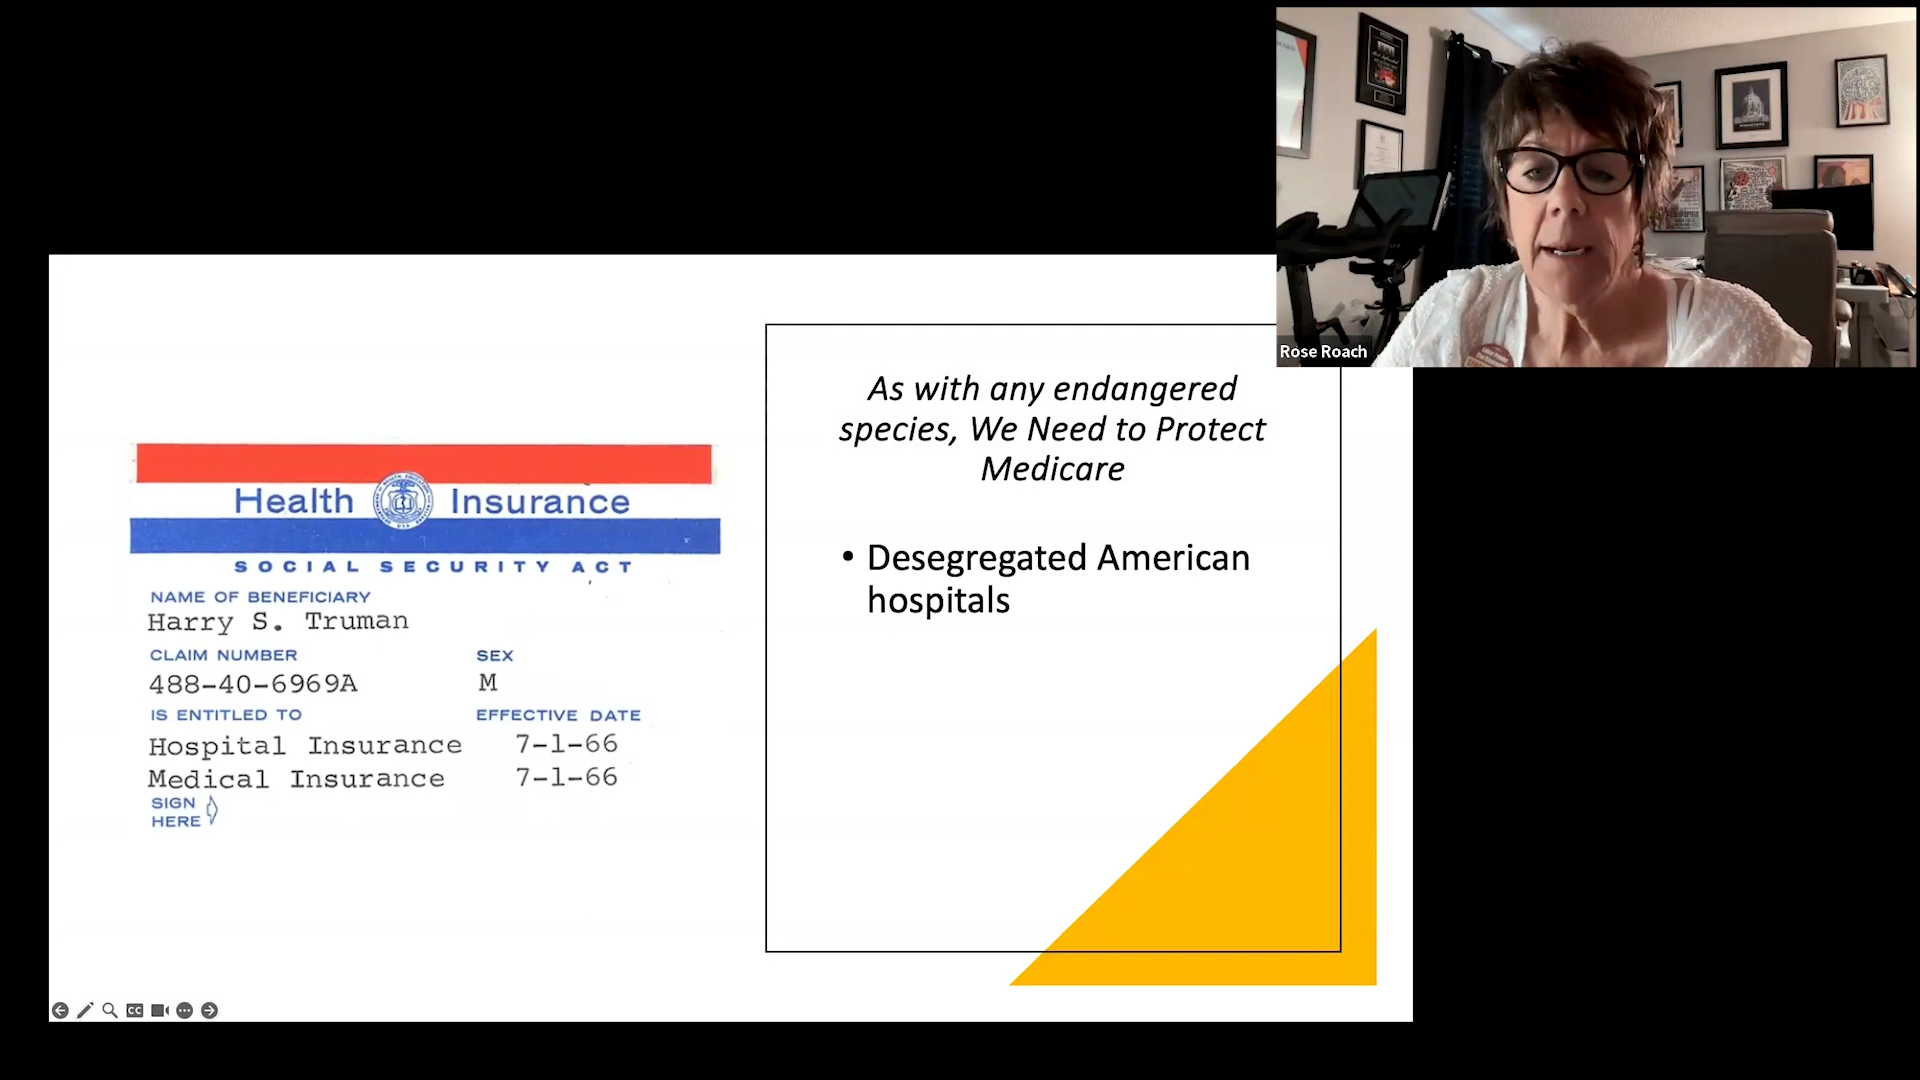 Rose Roach
As with any endangered
species, We Need to Protect
Medicare
• Desegregated American
hospitals
Health Insurance
SOCIAL SECURITY ACT
NAME OF BENEFICIARY
Harry S. Truman
CLAIM NUMBER SEX
488-40-6969A M
IS ENTITLED TO EFFECTIVE DATE
Hospital Insurance 7-1-66
Medical Insurance 7-1-66
SIGN
HERE
CC